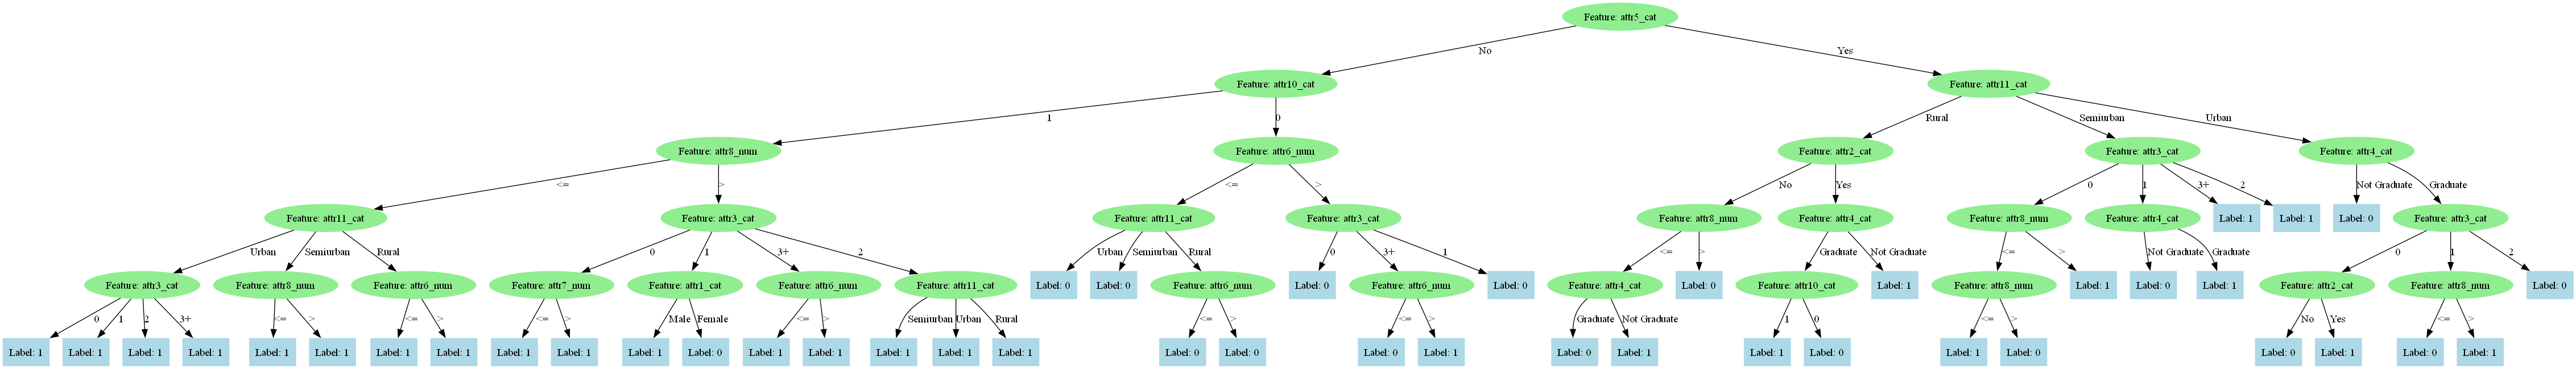 Feature: attr5_cat
No
Yes
Feature: attr10_cat
Feature: attr11_cat
1
0
Rural
Semiurban
Urban
Feature: attr8_num
Feature: attr6_num
Feature: attr2_cat
Feature: attr3_cat
Feature: attr4_cat
<=
>
<=
>
No
Yes
0
1
3+
2
Not Graduate
Graduate
Feature: attr11_cat
Feature: attr3_cat
Feature: attr11_cat
Feature: attr3_cat
Feature: attr8_num
Feature: attr4_cat
Feature: attr8_num
Feature: attr4_cat
Label: 1
Label: 1
Label: 0
Feature: attr3_cat
Urban
Semiurban
Rural
0
1
3+
2
Urban
Semiurban
Rural
0
3+
1
<=
>
Graduate
Not Graduate
<=
>
Not Graduate
Graduate
0
1
2
Feature: attr3_cat
Feature: attr8_num
Feature: attr6_num
Feature: attr7_num
Feature: attr1_cat
Feature: attr6_num
Feature: attr11_cat
Label: 0
Label: 0
Feature: attr6_num
Label: 0
Feature: attr6_num
Label: 0
Feature: attr4_cat
Label: 0
Feature: attr10_cat
Label: 1
Feature: attr8_num
Label: 1
Label: 0
Label: 1
Feature: attr2_cat
Feature: attr8_num
Label: 0
0
1
2
3+
<=
>
<=
>
<=
>
Male
Female
<=
>
Semiurban
Urban
Rural
<=
>
<=
>
Graduate
Not Graduate
1
0
<=
>
No
Yes
<=
>
Label: 1
Label: 1
Label: 1
Label: 1
Label: 1
Label: 1
Label: 1
Label: 1
Label: 1
Label: 1
Label: 1
Label: 0
Label: 1
Label: 1
Label: 1
Label: 1
Label: 1
Label: 0
Label: 0
Label: 0
Label: 1
Label: 0
Label: 1
Label: 1
Label: 0
Label: 1
Label: 0
Label: 0
Label: 1
Label: 0
Label: 1